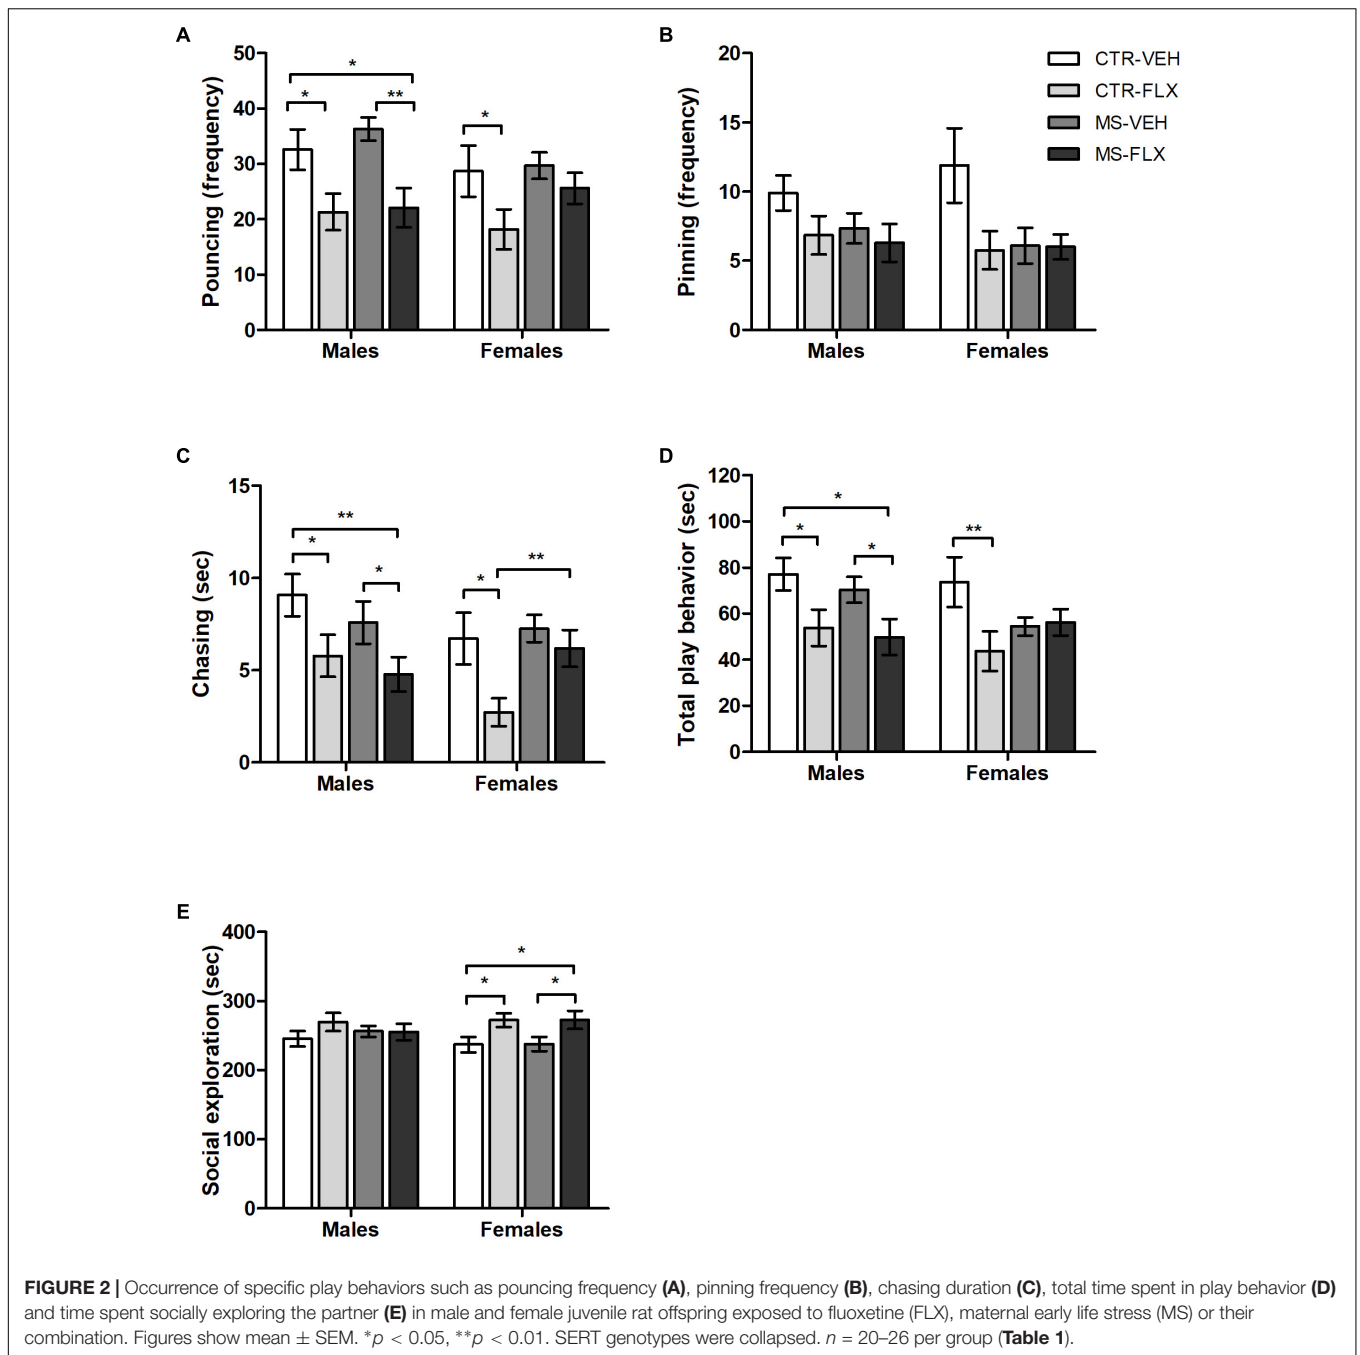 A
50
40
30
20
10
0
Pouncing (frequency)
*
*
**
*
Males
Females
B
20
15
10
5
0
Pinning (frequency)
Males
Females
CTR-VEH
CTR-FLX
MS-VEH
MS-FLX
C
15
10
5
0
Chasing (sec)
**
*
*
**
*
Males
Females
D
120
100
80
60
40
20
0
Total play behavior (sec)
*
*
*
**
Males
Females
E
400
300
200
100
0
Social exploration (sec)
*
*
*
Males
Females
FIGURE 2 | Occurrence of specific play behaviors such as pouncing frequency (A), pinning frequency (B), chasing duration (C), total time spent in play behavior (D)
and time spent socially exploring the partner (E) in male and female juvenile rat offspring exposed to fluoxetine (FLX), maternal early life stress (MS) or their
combination. Figures show mean ± SEM. *p < 0.05, **p < 0.01. SERT genotypes were collapsed. n = 20–26 per group (Table 1).